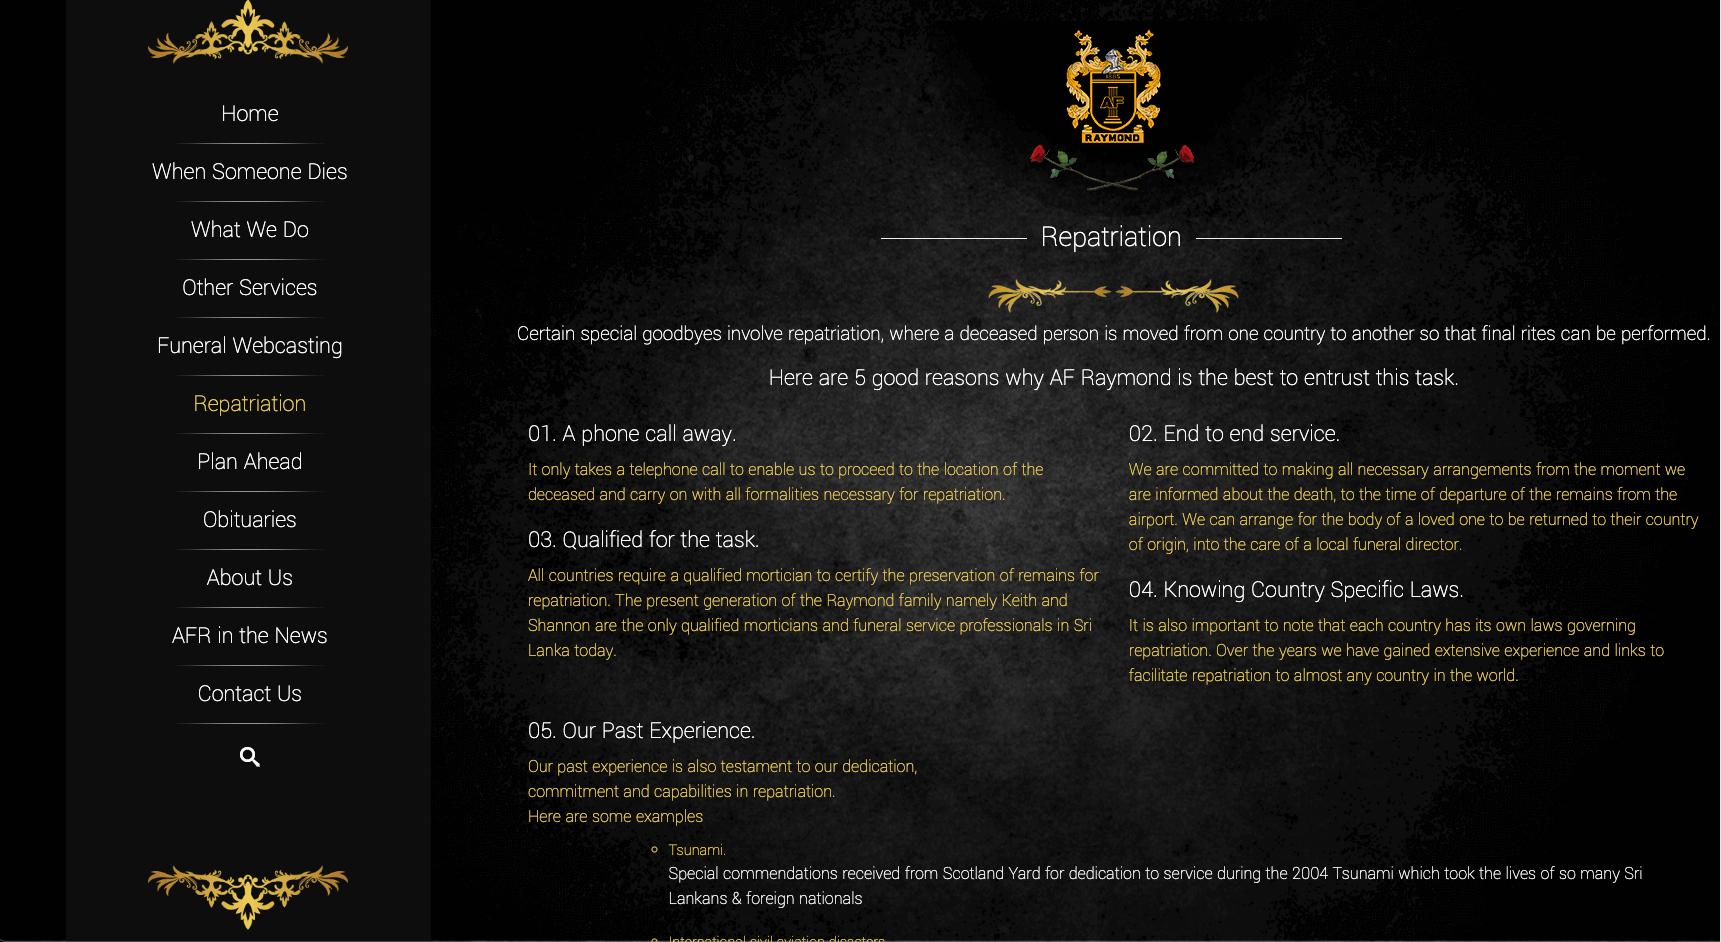 Home
When Someone Dies
What We Do
Other Services
Funeral Webcasting
Repatriation
Plan Ahead
Obituaries
About Us
AFR in the News
Contact Us
1885
AF
RAYMOND
Repatriation
Certain special goodbyes involve repatriation, where a deceased person is moved from one country to another so that final rites can be performed.
Here are 5 good reasons why AF Raymond is the best to entrust this task.
01. A phone call away.
It only takes a telephone call to enable us to proceed to the location of the
deceased and carry on with all formalities necessary for repatriation.
02. End to end service.
We are committed to making all necessary arrangements from the moment we
are informed about the death, to the time of departure of the remains from the
airport. We can arrange for the body of a loved one to be returned to their country
of origin, into the care of a local funeral director.
03. Qualified for the task.
All countries require a qualified mortician to certify the preservation of remains for
repatriation. The present generation of the Raymond family namely Keith and
Shannon are the only qualified morticians and funeral service professionals in Sri
Lanka today.
04. Knowing Country Specific Laws.
It is also important to note that each country has its own laws governing
repatriation. Over the years we have gained extensive experience and links to
facilitate repatriation to almost any country in the world.
05. Our Past Experience.
Our past experience is also testament to our dedication,
commitment and capabilities in repatriation.
Here are some examples
Tsunami.
Special commendations received from Scotland Yard for dedication to service during the 2004 Tsunami which took the lives of so many Sri
Lankans & foreign nationals
International civil aviation disasters